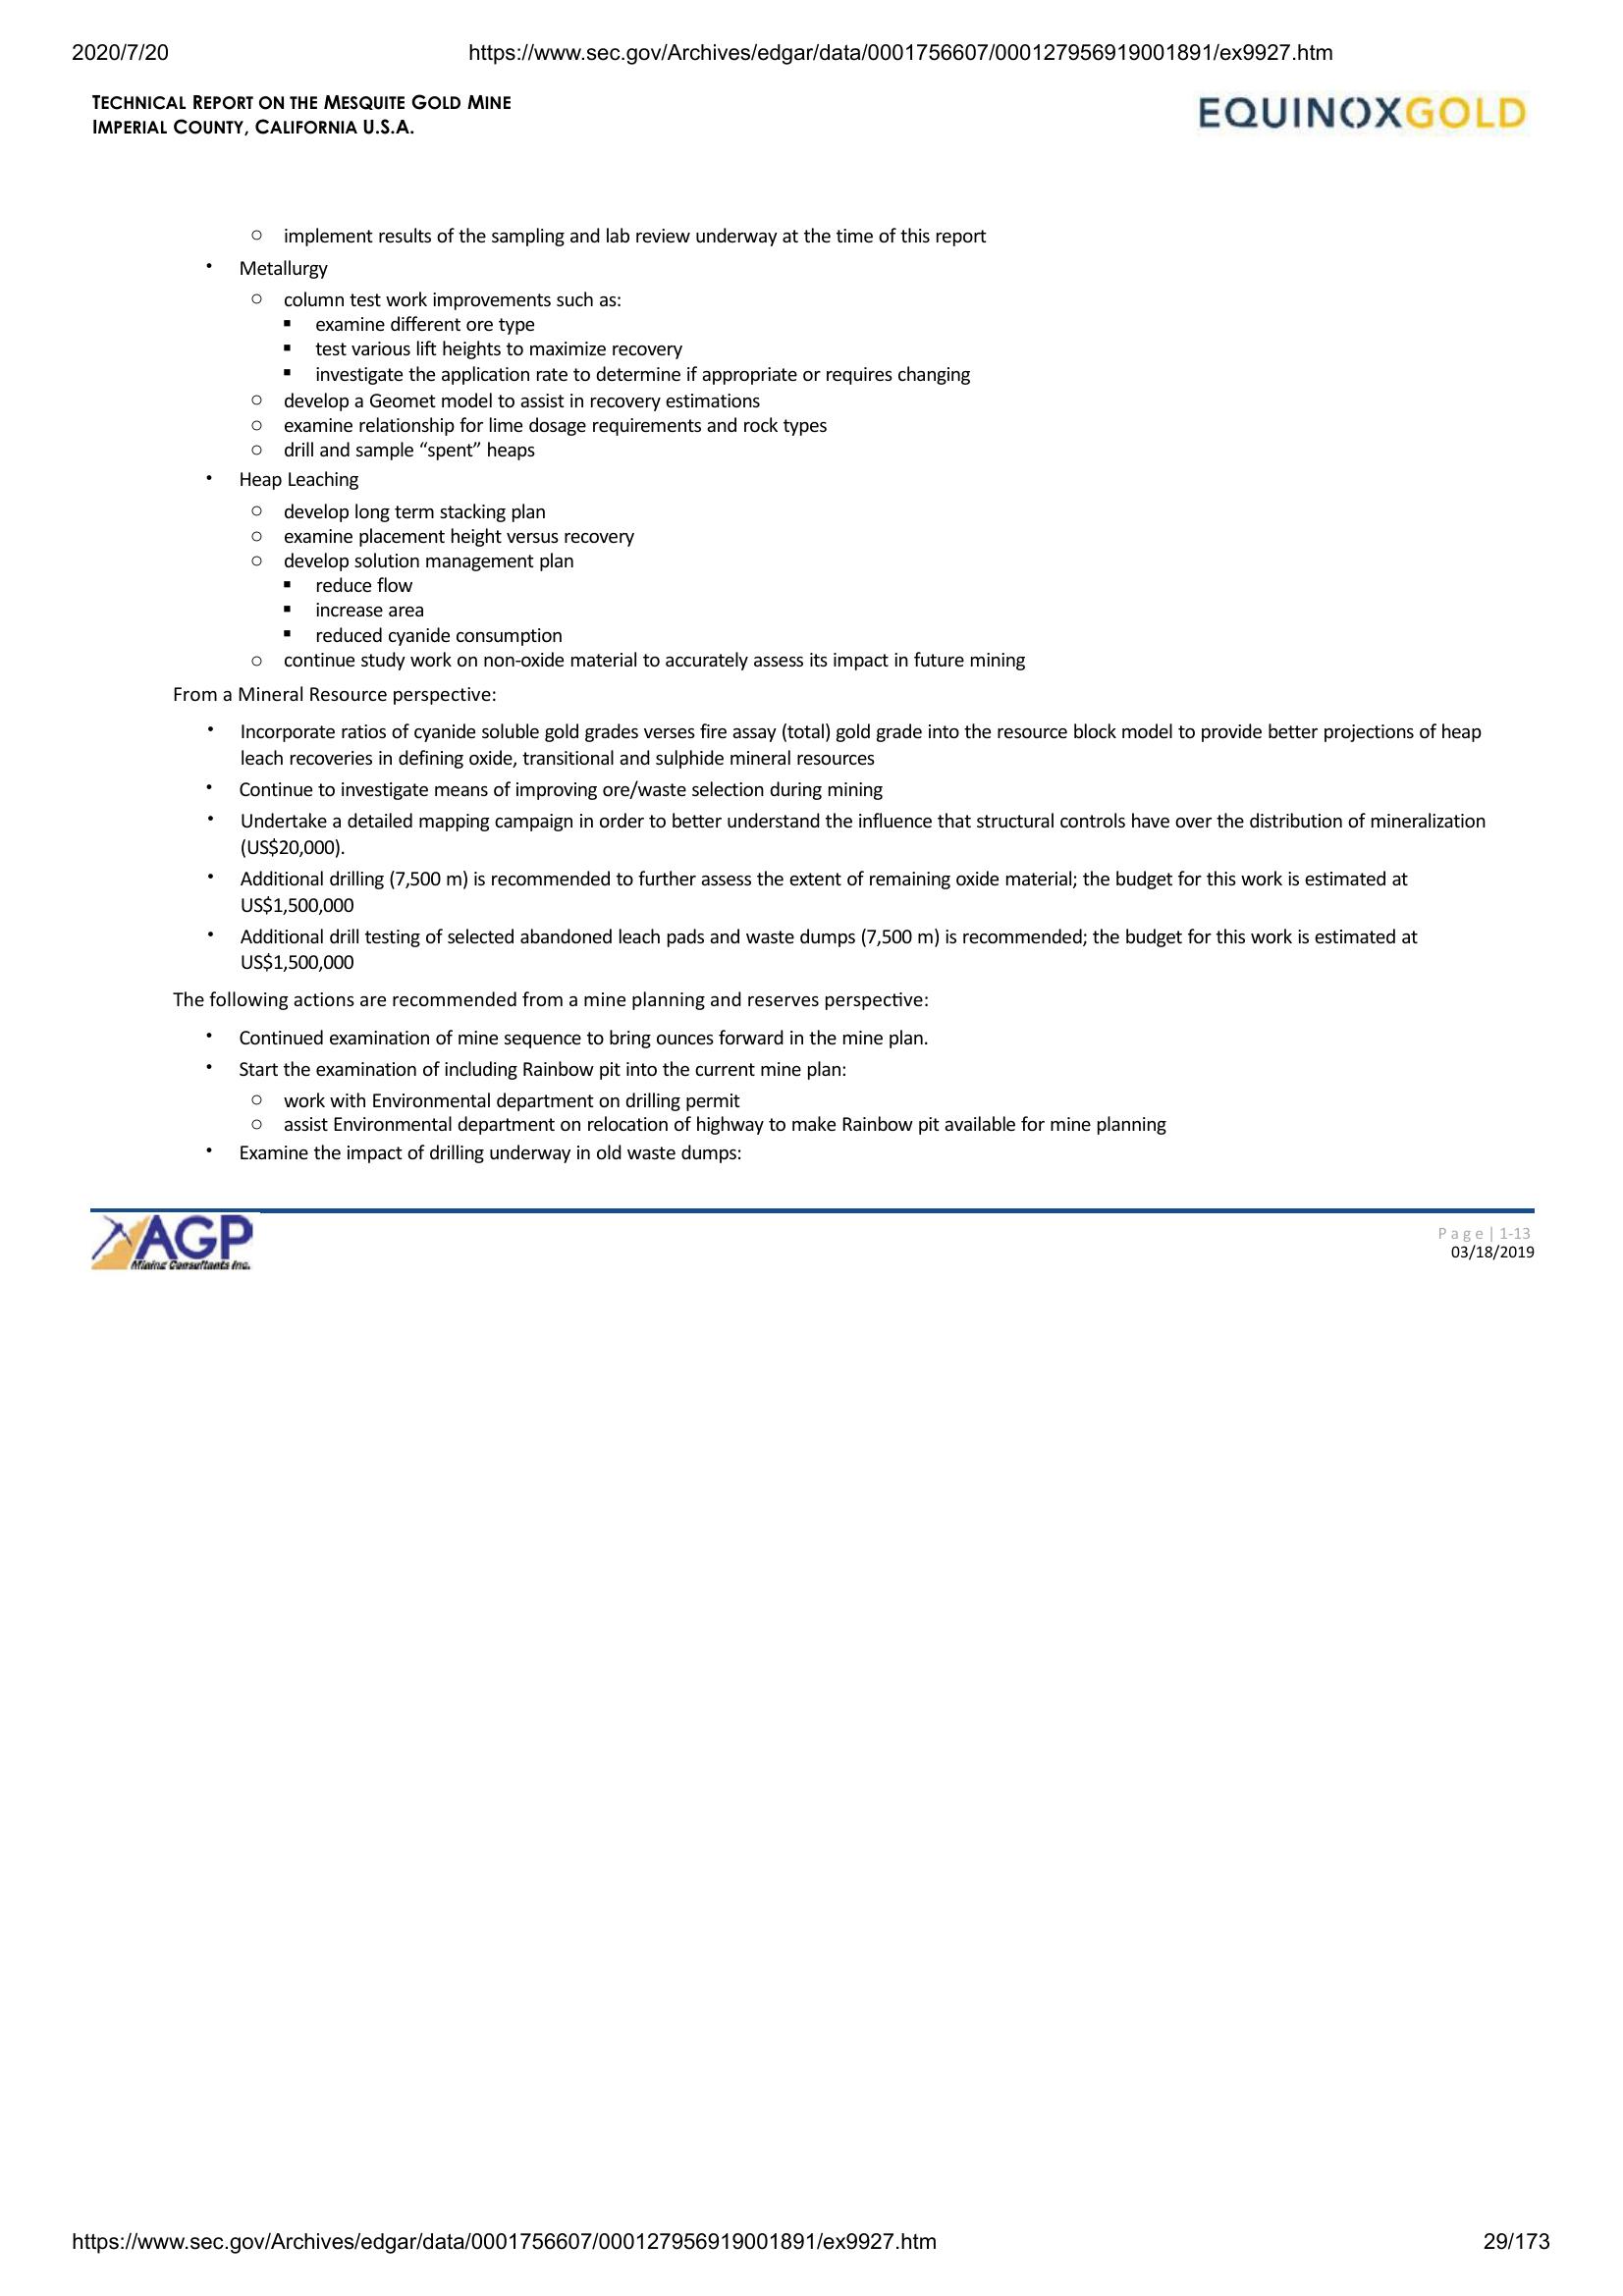 2020/7/20 https://www.sec.gov/Archives/edgar/data/0001756607/000127956919001891/ex9927.htm
TECHNICAL REPORT ON THE MESQUITE GOLD MINE
IMPERIAL COUNTY, CALIFORNIA U.S.A.
EQUINOXGOLD
○ implement results of the sampling and lab review underway at the time of this report
• Metallurgy
○ column test work improvements such as:
▪ examine different ore type
▪ test various lift heights to maximize recovery
▪ investigate the application rate to determine if appropriate or requires changing
○ develop a Geomet model to assist in recovery estimations
○ examine relationship for lime dosage requirements and rock types
○ drill and sample “spent” heaps
• Heap Leaching
○ develop long term stacking plan
○ examine placement height versus recovery
○ develop solution management plan
▪ reduce flow
▪ increase area
▪ reduced cyanide consumption
○ continue study work on non-oxide material to accurately assess its impact in future mining
From a Mineral Resource perspective:
• Incorporate ratios of cyanide soluble gold grades verses fire assay (total) gold grade into the resource block model to provide better projections of heap
leach recoveries in defining oxide, transitional and sulphide mineral resources
• Continue to investigate means of improving ore/waste selection during mining
• Undertake a detailed mapping campaign in order to better understand the influence that structural controls have over the distribution of mineralization
(US$20,000).
• Additional drilling (7,500 m) is recommended to further assess the extent of remaining oxide material; the budget for this work is estimated at
US$1,500,000
• Additional drill testing of selected abandoned leach pads and waste dumps (7,500 m) is recommended; the budget for this work is estimated at
US$1,500,000
The following actions are recommended from a mine planning and reserves perspective:
• Continued examination of mine sequence to bring ounces forward in the mine plan.
• Start the examination of including Rainbow pit into the current mine plan:
○ work with Environmental department on drilling permit
○ assist Environmental department on relocation of highway to make Rainbow pit available for mine planning
• Examine the impact of drilling underway in old waste dumps:
AGP
Mining Consultants Inc.
Page | 1-13
03/18/2019
https://www.sec.gov/Archives/edgar/data/0001756607/000127956919001891/ex9927.htm 29/173